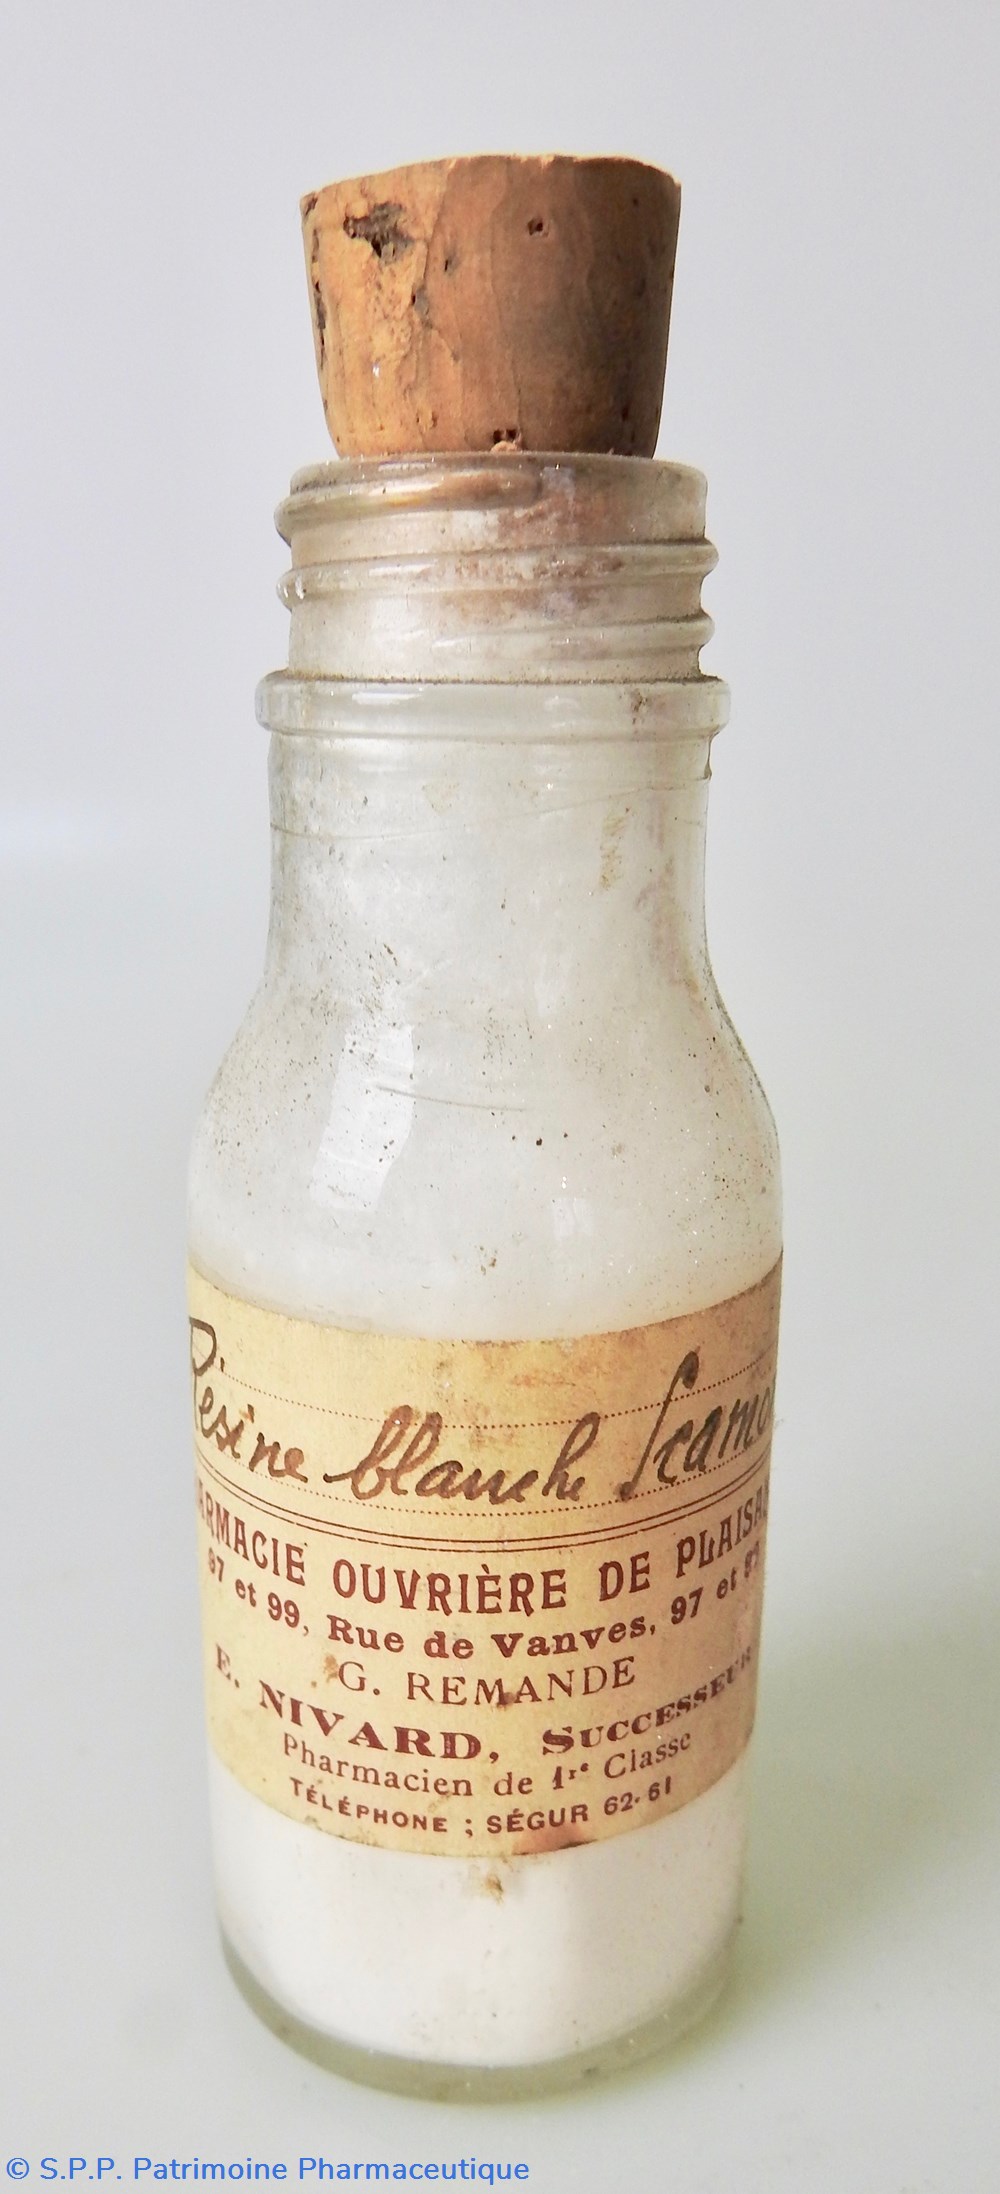 Résine blanche Scamo
ARMACIE OUVRIÈRE DE PLAISA
97 et 99, Rue de Vanves, 97 et 99
G. REMANDE
E. NIVARD, SUCCESSEUR
Pharmacien de 1re Classe
TÉLÉPHONE ; SÉGUR 62-61
© S.P.P. Patrimoine Pharmaceutique